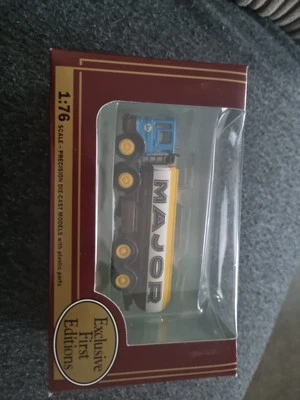 1:76 SCALE - PRECISION DIE-CAST MODELS with plastic parts
MAJOR
Exclusive
First
Editions